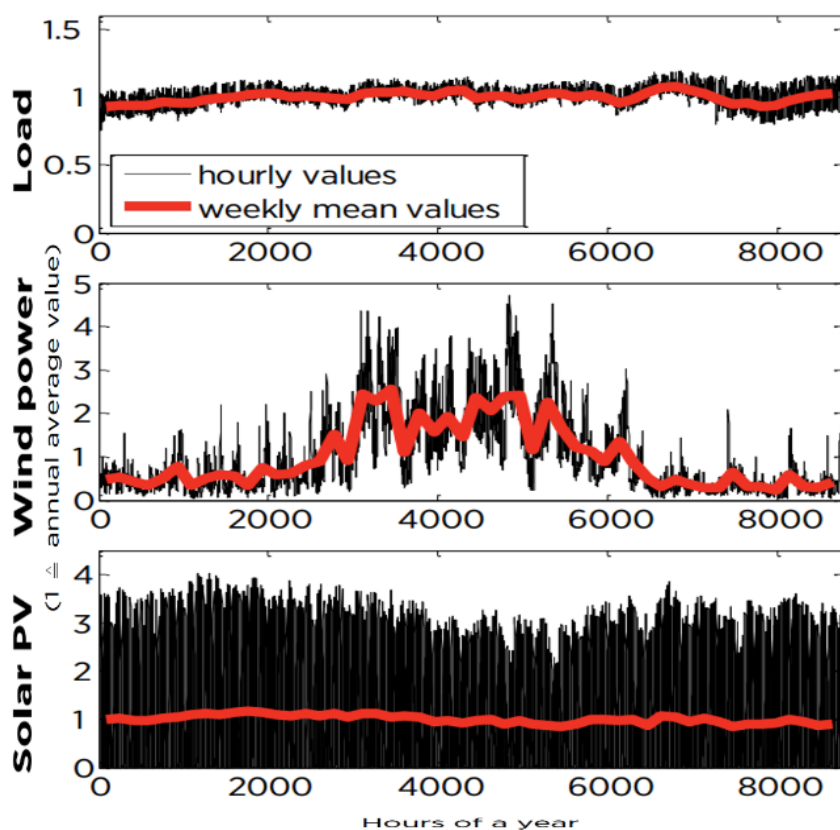 Load
1.5
1
0.5
0
hourly values
weekly mean values
0 2000 4000 6000 8000
Wind power
(1 ≙ annual average value)
5
4
3
2
1
0
0 2000 4000 6000 8000
Solar PV
4
3
2
1
0
0 2000 4000 6000 8000
Hours of a year